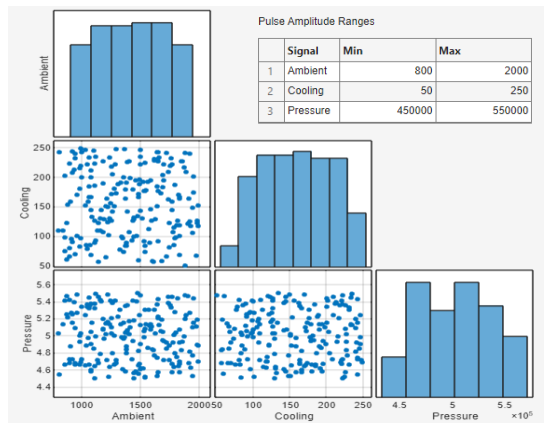 Pulse Amplitude Ranges
Signal Min Max
1 Ambient 800 2000
2 Cooling 50 250
3 Pressure 450000 550000
Ambient
250
200
150
100
50
Cooling
5.6
5.4
5.2
5
4.8
4.6
4.4
Pressure
1000 1500 2000 50 100 150 200 250 4.5 5 5.5
×10⁵
Ambient Cooling Pressure